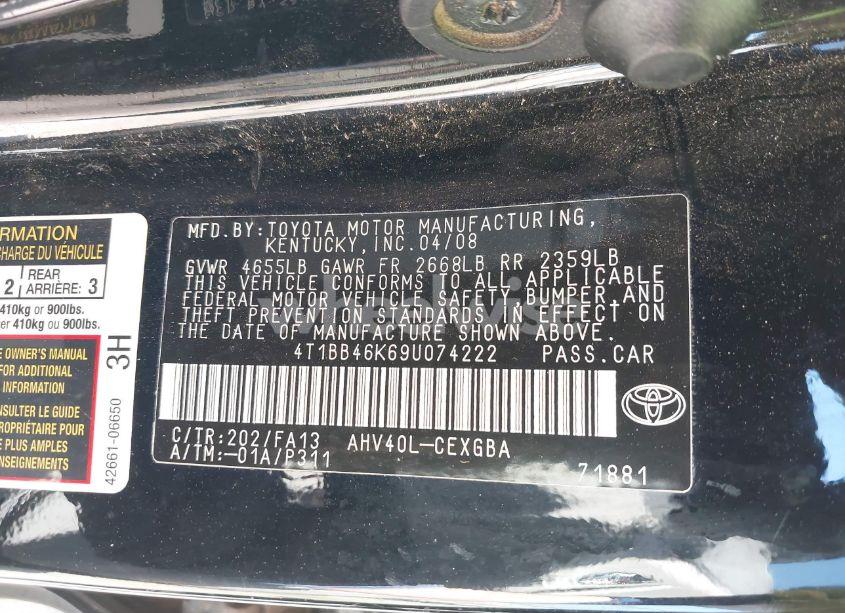 RMATION
CHARGE DU VÉHICULE
2 REAR ARRIÈRE: 3
410kg or 900lbs.
er 410kg ou 900lbs.
E OWNER'S MANUAL
FOR ADDITIONAL
INFORMATION
NSULTER LE GUIDE
PROPRIÉTAIRE POUR
E PLUS AMPLES
NSEIGNEMENTS
3H
42661-06650
MFD.BY:TOYOTA MOTOR MANUFACTURING,
KENTUCKY,INC.04/08
GVWR 4655LB GAWR FR 2668LB RR 2359LB
THIS VEHICLE CONFORMS TO ALL APPLICABLE
FEDERAL MOTOR VEHICLE SAFETY, BUMPER,AND
THEFT PREVENTION STANDARDS IN EFFECT ON
THE DATE OF MANUFACTURE SHOWN ABOVE.
4T1BB46K69U074222 PASS.CAR
C/TR:202/FA13 AHV40L-CEXGBA
A/TM:-01A/P311
71881